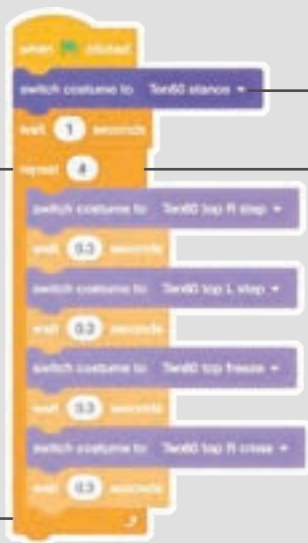 when clicked
switch costume to Ten80 stance
wait 1 seconds
repeat 4
switch costume to Ten80 top R step
wait 0.3 seconds
switch costume to Ten80 top L step
wait 0.3 seconds
switch costume to Ten80 top freeze
wait 0.3 seconds
switch costume to Ten80 top R cross
wait 0.3 seconds